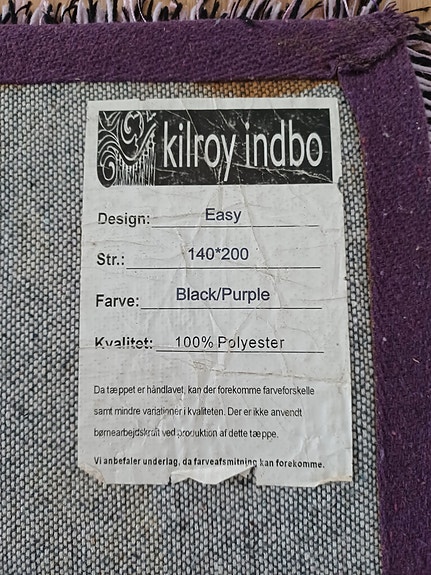 kilroy indbo
Design: Easy
Str.: 140*200
Farve: Black/Purple
Kvalitet: 100% Polyester
Da tæppet er håndlavet, kan der forekomme farveforskelle
samt mindre variationer i kvaliteten. Der er ikke anvendt
børnearbejdskraft ved produktion af dette tæppe.
Vi anbefaler underlag, da farveafsmitning kan forekomme.